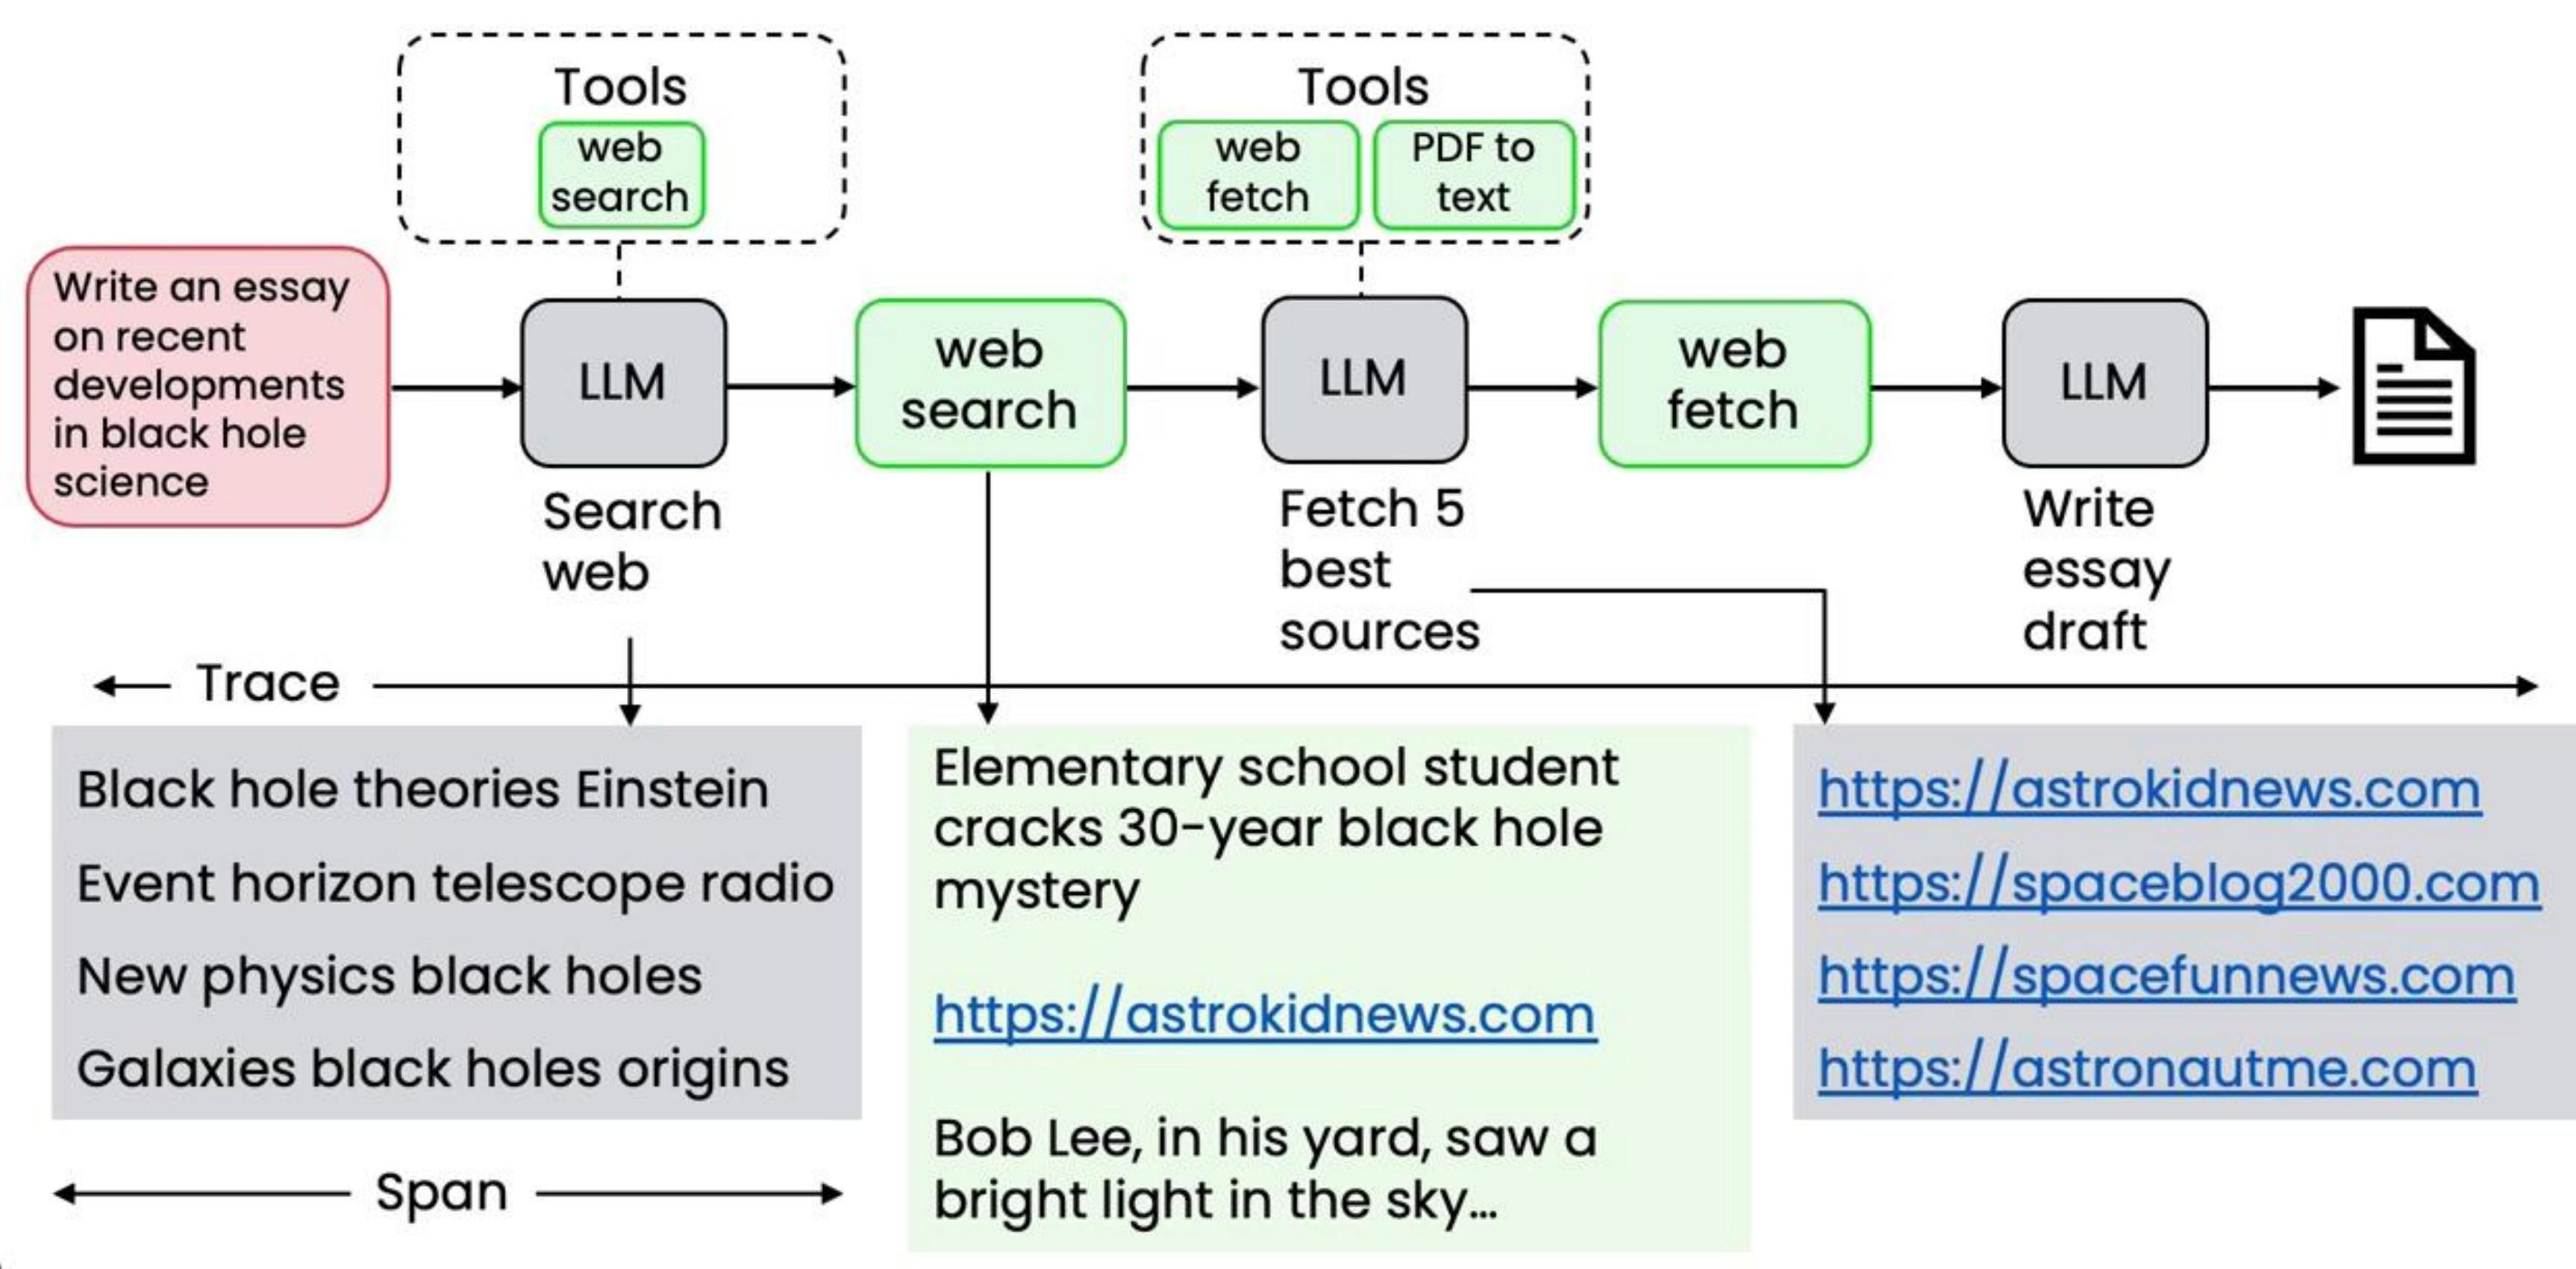 Tools
web
search
Tools
web
fetch
PDF to
text
Write an essay
on recent
developments
in black hole
science
LLM
web
search
LLM
web
fetch
LLM
Search
web
Fetch 5
best
sources
Write
essay
draft
Trace
Black hole theories Einstein
Event horizon telescope radio
New physics black holes
Galaxies black holes origins
Span
Elementary school student
cracks 30-year black hole
mystery
https://astrokidnews.com
Bob Lee, in his yard, saw a
bright light in the sky...
https://astrokidnews.com
https://spaceblog2000.com
https://spacefunnews.com
https://astronautme.com